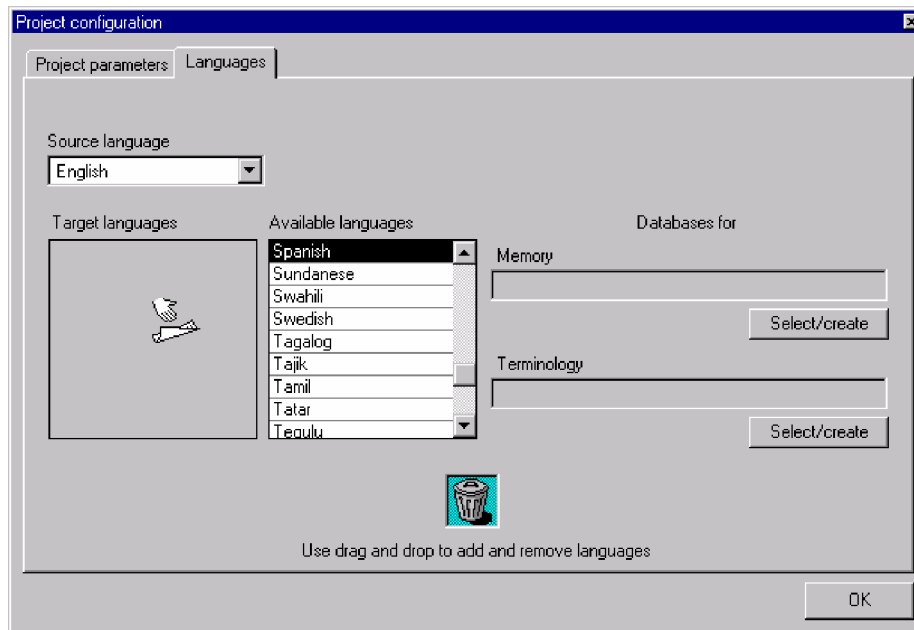 Project configuration
Project parameters
Languages
Source language
English
Target languages
Available languages
Databases for
Spanish
Sundanese
Swahili
Swedish
Tagalog
Tajik
Tamil
Tatar
Tegulu
Memory
Select/create
Terminology
Select/create
Use drag and drop to add and remove languages
OK